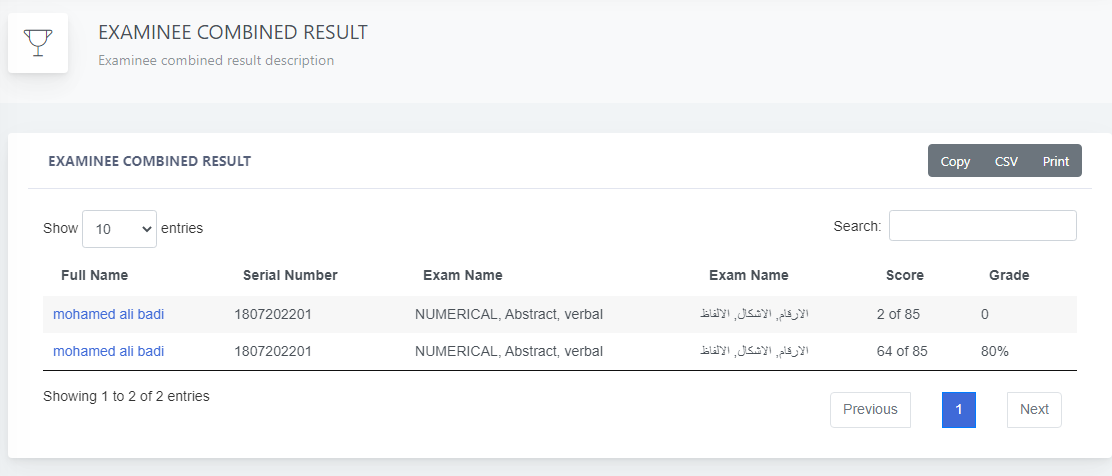 EXAMINEE COMBINED RESULT
Examinee combined result description
EXAMINEE COMBINED RESULT
Copy CSV Print
Show 10 entries Search:
Full Name Serial Number Exam Name Exam Name Score Grade
mohamed ali badi 1807202201 NUMERICAL, Abstract, verbal الارقام, الاشكال, الالفاظ 2 of 85 0
mohamed ali badi 1807202201 NUMERICAL, Abstract, verbal الارقام, الاشكال, الالفاظ 64 of 85 80%
Showing 1 to 2 of 2 entries
Previous 1 Next